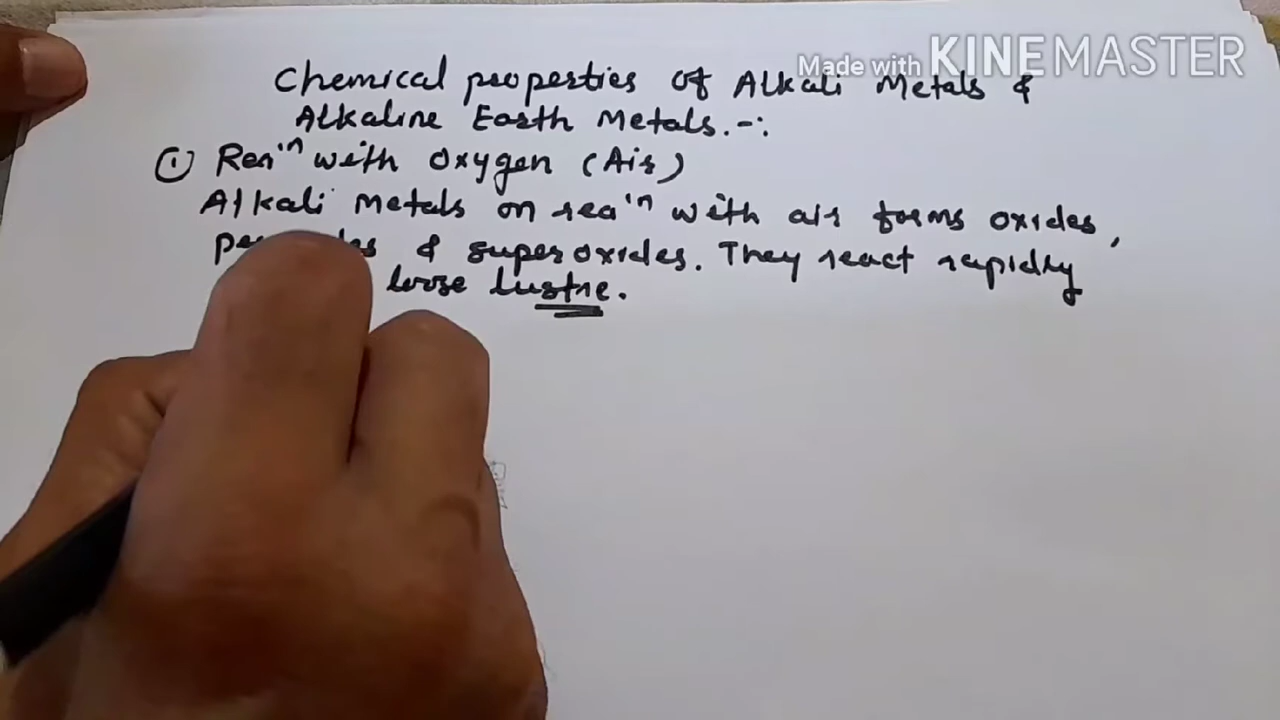 Made with KINEMASTER
Chemical properties of Alkali Metals &
Alkaline Earth Metals.-:
① Rea'n with oxygen (Air)
Alkali Metals on rea'n with air forms oxides,
& superoxides. They react rapidly
loose lustre.